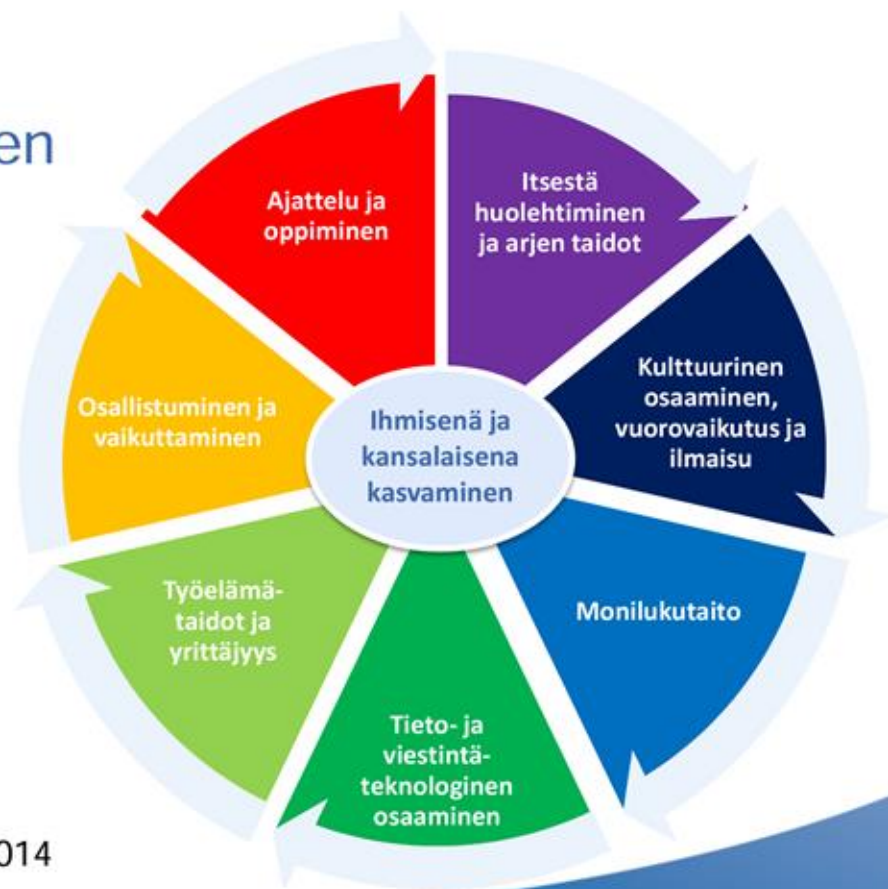 en
Ajattelu ja
oppiminen
Itsestä
huolehtiminen
ja arjen taidot
Kulttuurinen
osaaminen,
vuorovaikutus ja
ilmaisu
Monilukutaito
Tieto- ja
viestintä-
teknologinen
osaaminen
Työelämä-
taidot ja
yrittäjyys
Osallistuminen ja
vaikuttaminen
Ihmisenä ja
kansalaisena
kasvaminen
014